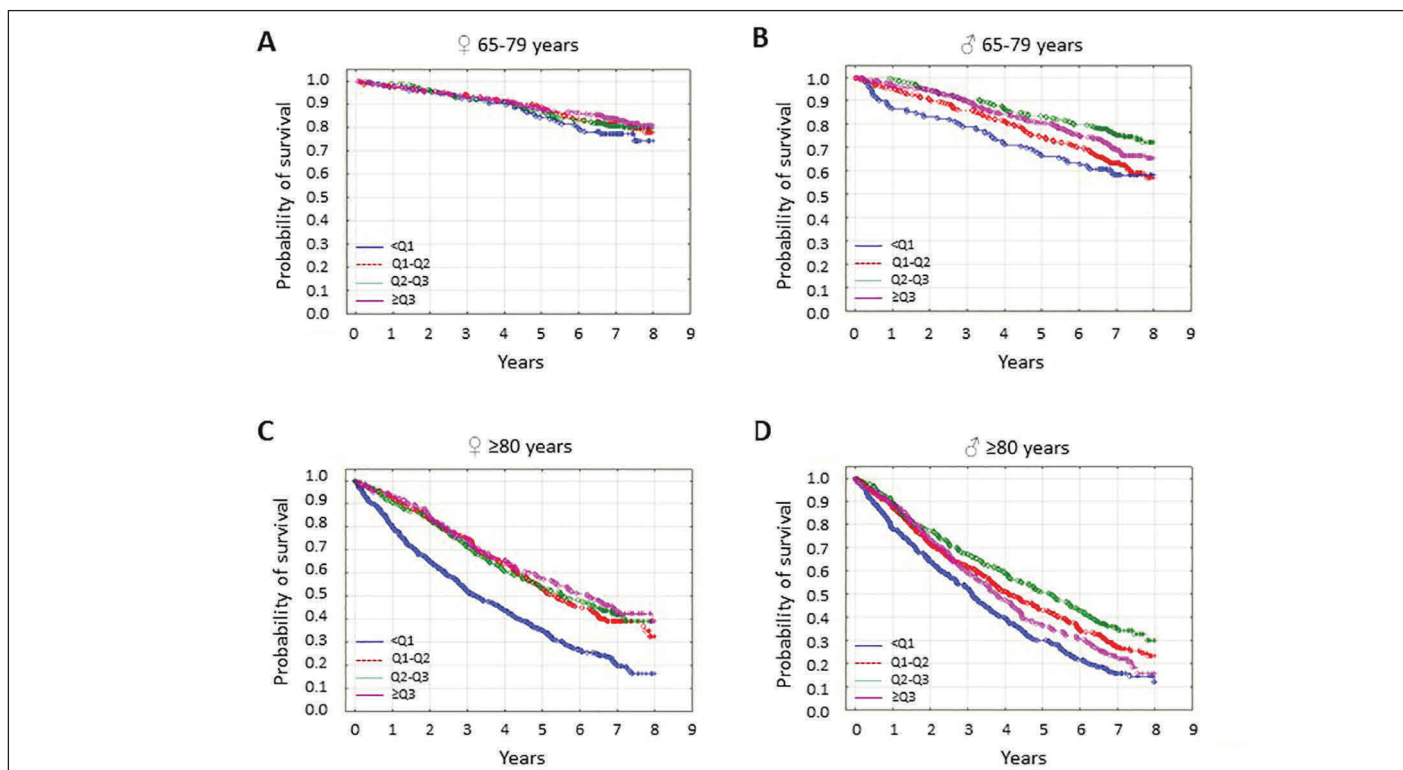 A
♀ 65-79 years
Probability of survival
1.0
0.9
0.8
0.7
0.6
0.5
0.4
0.3
0.2
0.1
0.0
<Q1
Q1-Q2
Q2-Q3
≥Q3
0 1 2 3 4 5 6 7 8 9
Years
B
♂ 65-79 years
Probability of survival
1.0
0.9
0.8
0.7
0.6
0.5
0.4
0.3
0.2
0.1
0.0
<Q1
Q1-Q2
Q2-Q3
≥Q3
0 1 2 3 4 5 6 7 8 9
Years
C
♀ ≥80 years
Probability of survival
1.0
0.9
0.8
0.7
0.6
0.5
0.4
0.3
0.2
0.1
0.0
<Q1
Q1-Q2
Q2-Q3
≥Q3
0 1 2 3 4 5 6 7 8 9
Years
D
♂ ≥80 years
Probability of survival
1.0
0.9
0.8
0.7
0.6
0.5
0.4
0.3
0.2
0.1
0.0
<Q1
Q1-Q2
Q2-Q3
≥Q3
0 1 2 3 4 5 6 7 8 9
Years